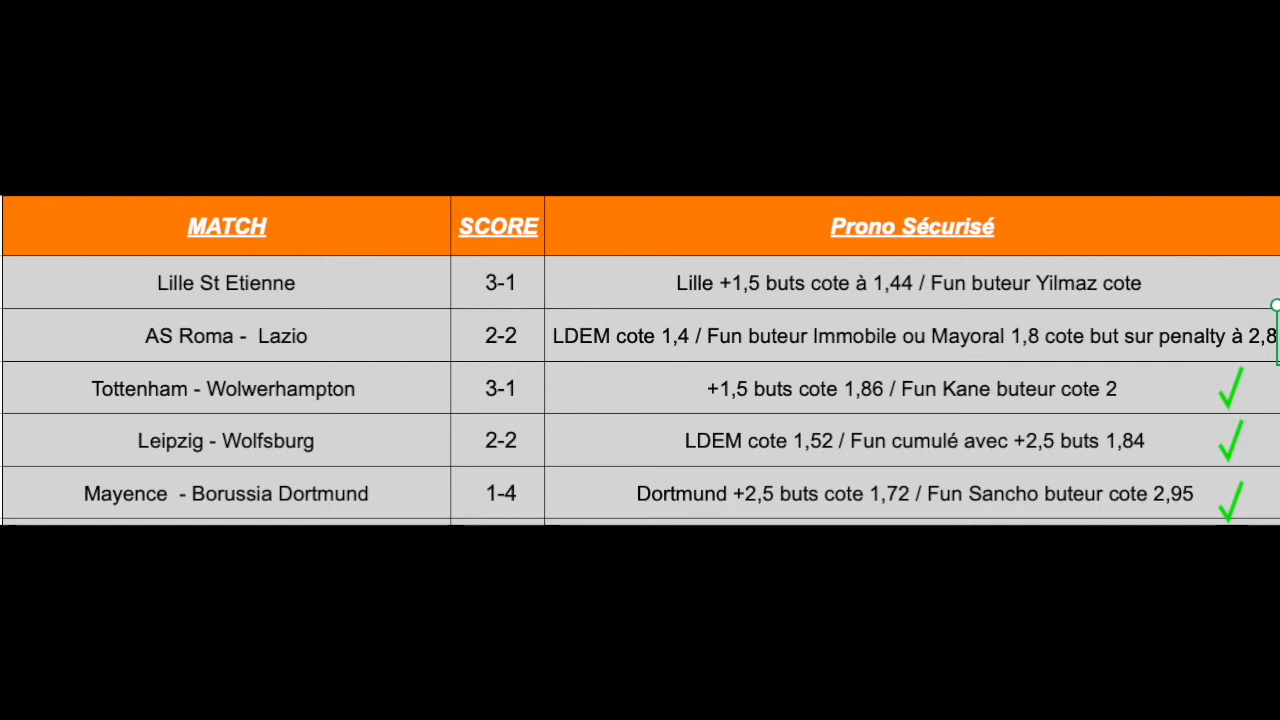 MATCH SCORE Prono Sécurisé
Lille St Etienne 3-1 Lille +1,5 buts cote à 1,44 / Fun buteur Yilmaz cote
AS Roma - Lazio 2-2 LDEM cote 1,4 / Fun buteur Immobile ou Mayoral 1,8 cote but sur penalty à 2,8
Tottenham - Wolwerhampton 3-1 +1,5 buts cote 1,86 / Fun Kane buteur cote 2
Leipzig - Wolfsburg 2-2 LDEM cote 1,52 / Fun cumulé avec +2,5 buts 1,84
Mayence - Borussia Dortmund 1-4 Dortmund +2,5 buts cote 1,72 / Fun Sancho buteur cote 2,95